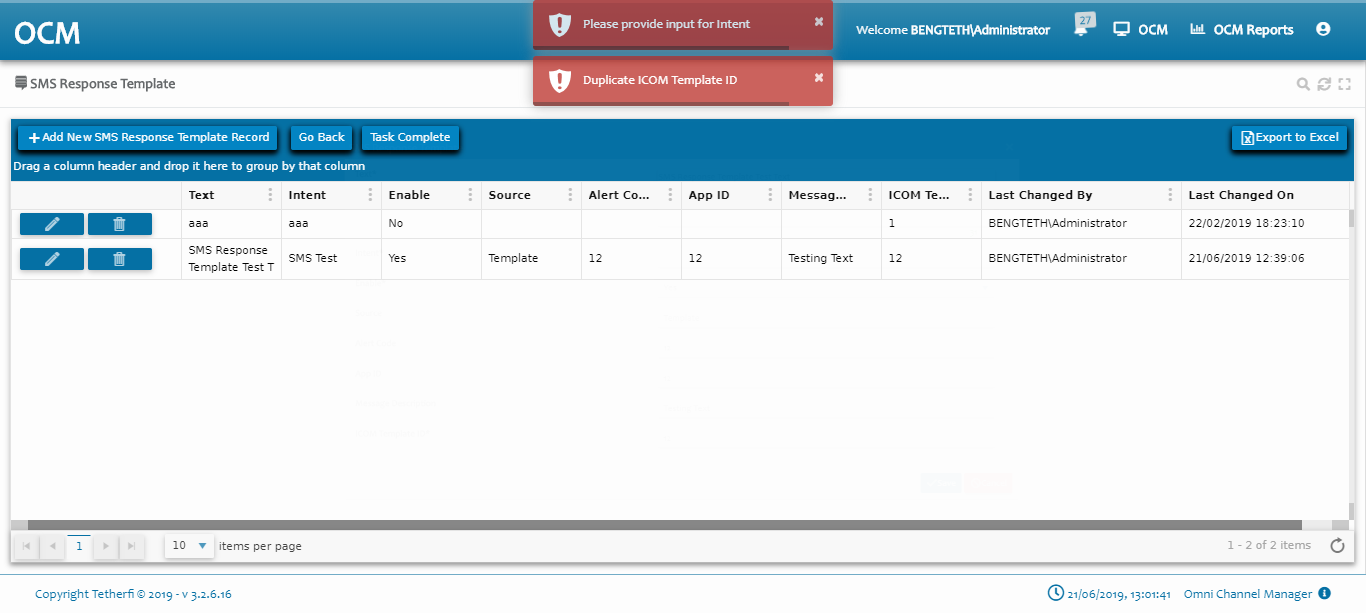 OCM
Please provide input for Intent
Duplicate ICOM Template ID
Welcome BENGTETH\Administrator
27
OCM
OCM Reports
SMS Response Template
Add New SMS Response Template Record
Go Back
Task Complete
Export to Excel
Drag a column header and drop it here to group by that column
Text Intent Enable Source Alert Co... App ID Messag... ICOM Te... Last Changed By Last Changed On
aaa aaa No 1 BENGTETH\Administrator 22/02/2019 18:23:10
SMS Response
Template Test T
SMS Test Yes Template 12 12 Testing Text 12 BENGTETH\Administrator 21/06/2019 12:39:06
1
10
items per page
1 - 2 of 2 items
Copyright Tetherfi © 2019 - v 3.2.6.16
21/06/2019, 13:01:41
Omni Channel Manager